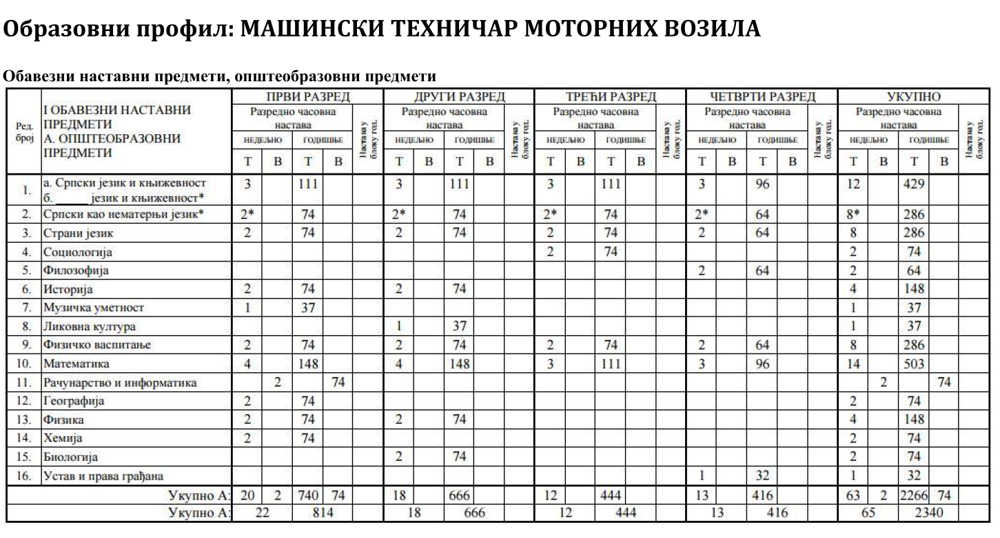 Образовни профил: МАШИНСКИ ТЕХНИЧАР МОТОРНИХ ВОЗИЛА
Обавезни наставни предмети, општеобразовни предмети
Ред. број I ОБАВЕЗНИ НАСТАВНИ ПРЕДМЕТИ А. ОПШТЕОБРАЗОВНИ ПРЕДМЕТИ ПРВИ РАЗРЕД ДРУГИ РАЗРЕД ТРЕЋИ РАЗРЕД ЧЕТВРТИ РАЗРЕД УКУПНО
Разредно часовна настава Настава у блоку год. Разредно часовна настава Настава у блоку год. Разредно часовна настава Настава у блоку год. Разредно часовна настава Настава у блоку год. Разредно часовна настава Настава у блоку год.
НЕДЕЉНО ГОДИШЊЕ НЕДЕЉНО ГОДИШЊЕ НЕДЕЉНО ГОДИШЊЕ НЕДЕЉНО ГОДИШЊЕ НЕДЕЉНО ГОДИШЊЕ
Т В Т В Т В Т В Т В Т В Т В Т В Т В Т В
1. а. Српски језик и књижевност 3 111 3 111 3 111 3 96 12 429
б. _____ језик и књижевност*
2. Српски као нематерњи језик* 2* 74 2* 74 2* 74 2* 64 8* 286
3. Страни језик 2 74 2 74 2 74 2 64 8 286
4. Социологија 2 74 2 74
5. Филозофија 2 64 2 64
6. Историја 2 74 2 74 4 148
7. Музичка уметност 1 37 1 37
8. Ликовна култура 1 37 1 37
9. Физичко васпитање 2 74 2 74 2 74 2 64 8 286
10. Математика 4 148 4 148 3 111 3 96 14 503
11. Рачунарство и информатика 2 74 2 74
12. Географија 2 74 2 74
13. Физика 2 74 2 74 4 148
14. Хемија 2 74 2 74
15. Биологија 2 74 2 74
16. Устав и права грађана 1 32 1 32
Укупно А: 20 2 740 74 18 666 12 444 13 416 63 2 2266 74
Укупно А: 22 814 18 666 12 444 13 416 65 2340